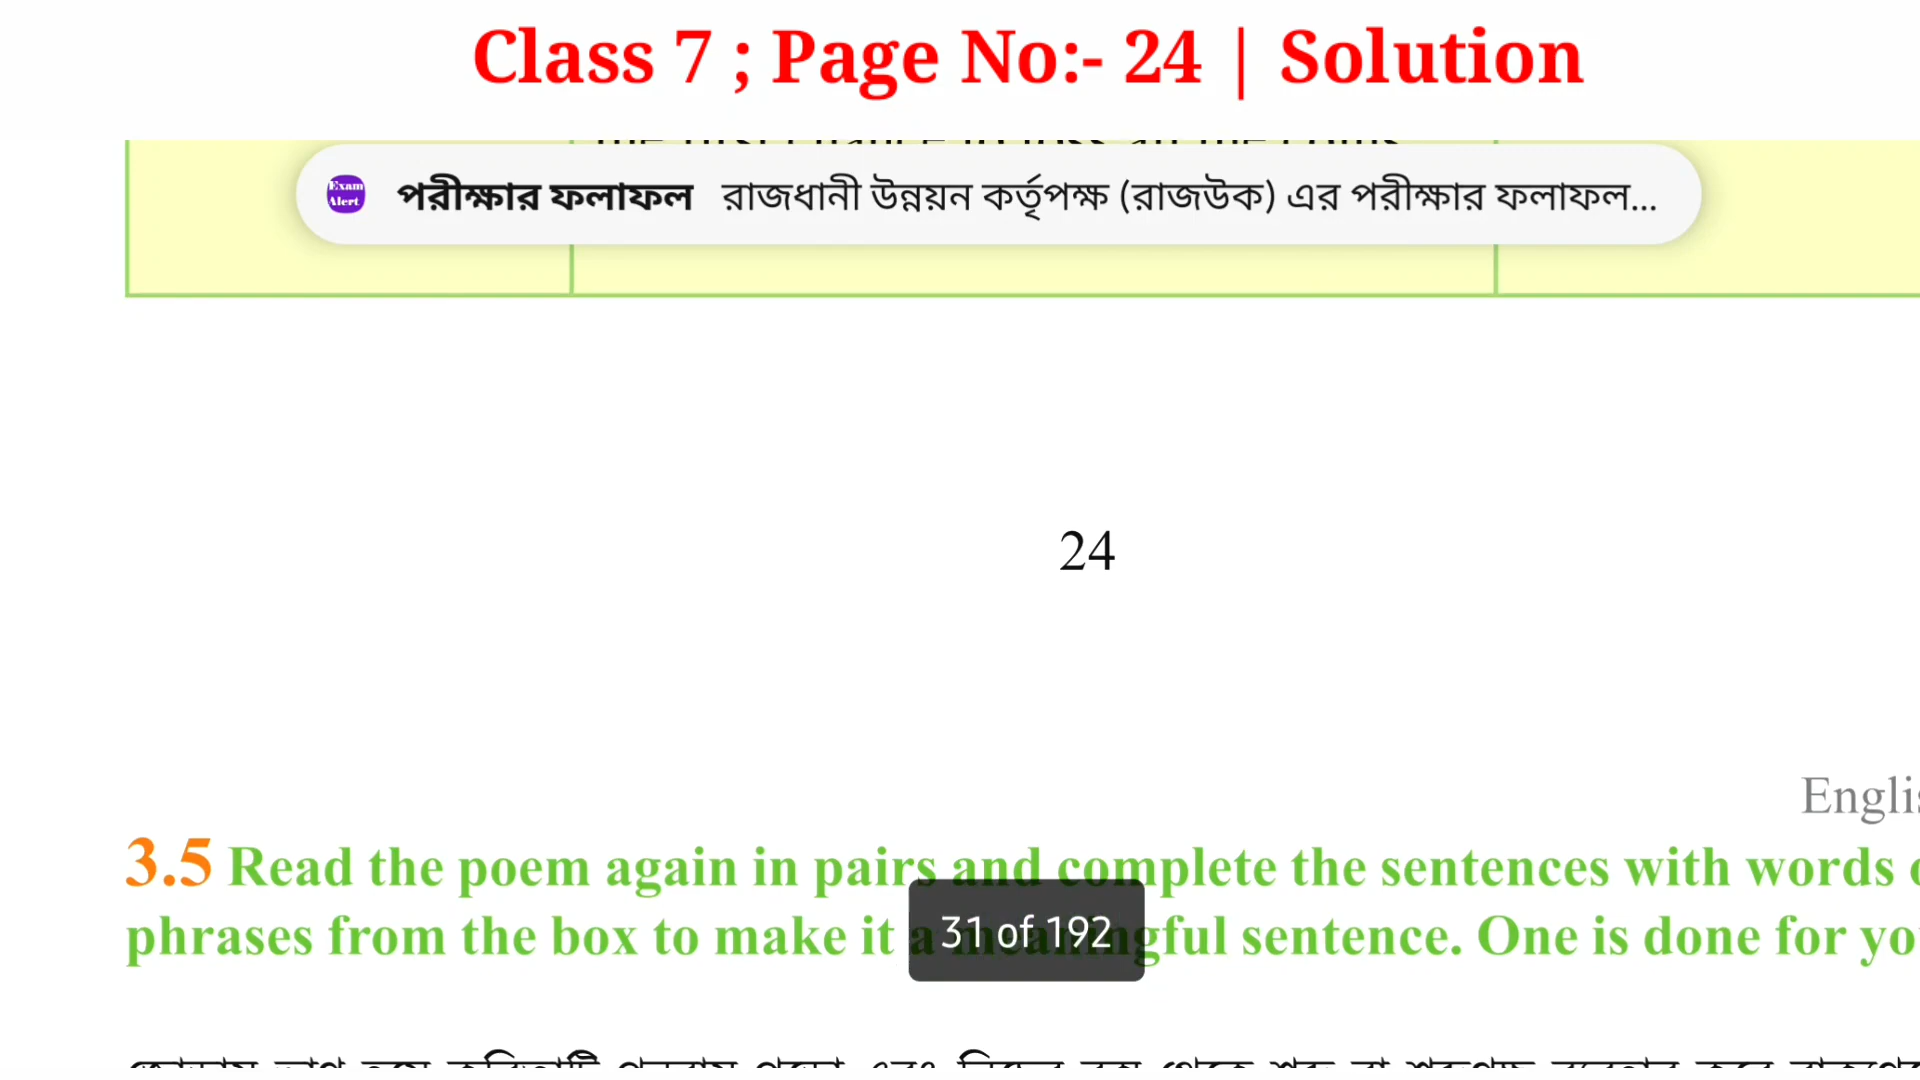 Class 7 ; Page No:- 24 | Solution
Exam Alert পরীক্ষার ফলাফল রাজধানী উন্নয়ন কর্তৃপক্ষ (রাজউক) এর পরীক্ষার ফলাফল...
24
3.5 Read the poem again in pairs and complete the sentences with words
phrases from the box to make it a meaningful sentence. One is done for
31 of 192